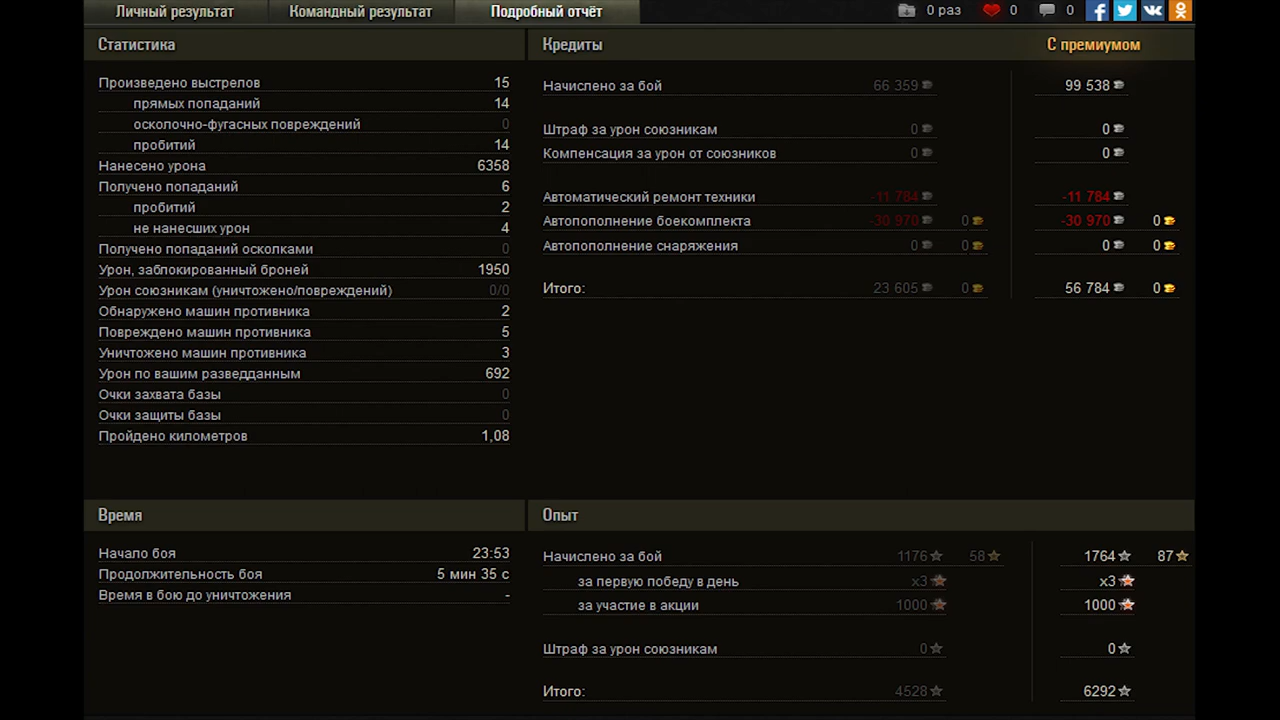 Личный результат Командный результат Подробный отчёт 0 раз 0 0
Статистика
Произведено выстрелов 15
прямых попаданий 14
осколочно-фугасных повреждений 0
пробитий 14
Нанесено урона 6358
Получено попаданий 6
пробитий 2
не нанесших урон 4
Получено попаданий осколками 0
Урон, заблокированный броней 1950
Урон союзникам (уничтожено/повреждений) 0/0
Обнаружено машин противника 2
Повреждено машин противника 5
Уничтожено машин противника 3
Урон по вашим разведданным 692
Очки захвата базы 0
Очки защиты базы 0
Пройдено километров 1,08
Кредиты С премиумом
Начислено за бой 66 359 99 538
Штраф за урон союзникам 0 0
Компенсация за урон от союзников 0 0
Автоматический ремонт техники -11 784 -11 784
Автопополнение боекомплекта -30 970 0 -30 970 0
Автопополнение снаряжения 0 0 0 0
Итого: 23 605 0 56 784 0
Время
Начало боя 23:53
Продолжительность боя 5 мин 35 с
Время в бою до уничтожения -
Опыт
Начислено за бой 1176 58 1764 87
за первую победу в день x3 x3
за участие в акции 1000 1000
Штраф за урон союзникам 0 0
Итого: 4528 6292